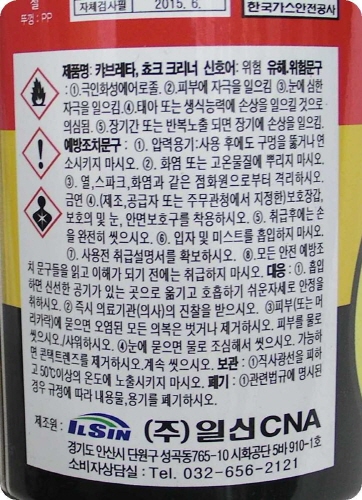 철
뚜껑: PP
자체검사필 2015. 6.
한국가스안전공사
제품명: 카브레타, 쵸크 크리너 신호어: 위험 유해.위험문구
: ①.극인화성에어로졸. ②.피부에 자극을 일으킴 ③.눈에 심한
자극을 일으킴. ④.태아 또는 생식능력에 손상을 일으킬 것으로
의심됨. ⑤.장기간 또는 반복노출 되면 장기에 손상을 일으킴.
예방조치문구: ①. 압력용기:사용 후에도 구멍을 뚫거나 연
소시키지 마시오. ②. 화염 또는 고온물질에 뿌리지 마시오.
③. 열,스파크,화염과 같은 점화원으로부터 격리하시오.
금연 ④.(제조,공급자 또는 주무관청에서 지정한)보호장갑,
보호의 및 눈, 안면보호구를 착용하시오. ⑤. 취급후에는 손
을 완전히 씻으시오. ⑥. 입자 및 미스트를 흡입하지 마시오.
⑦. 사용전 취급설명서를 확보하시오. ⑧.모든 안전 예방조
치 문구들을 읽고 이해가 되기 전에는 취급하지 마시오. 대응 : ①. 흡입
하면 신선한 공기가 있는 곳으로 옮기고 호흡하기 쉬운자세로 안정을
취하시오. ② 즉시 의료기관(의사)의 진찰을 받으시오. ③피부(또는 머
리카락)에 묻으면 오염된 모든 의복은 벗거나 제거하시오. 피부를 물로
씻으시오/샤워하시오. ④눈에 묻으면 물로 조심해서 씻으시오. 가능하
면 콘택트렌즈를 제거하시오.계속 씻으시오. 보관 : ①직사광선을 피하
고 50℃이상의 온도에 노출시키지 마시오. 폐기 : ①관련법규에 명시된
경우 규정에 따라 내용물,용기를 폐기하시오.
제조원 : ILSIN (주) 일신CNA
경기도 안산시 단원구 성곡동765-10 시화공단 5바 910-1호
소비자상담실 : Tel. 032-656-2121